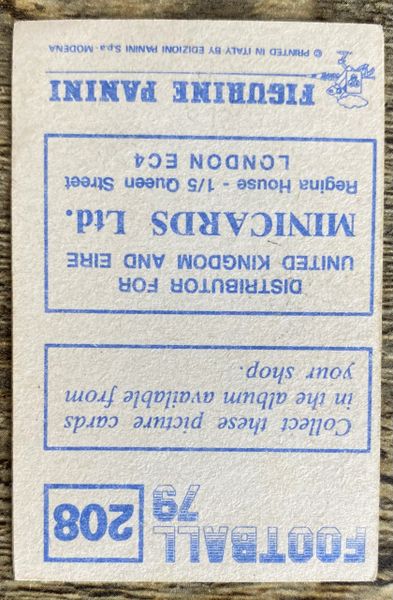 FOOTBALL
79
208
Collect these picture cards
in the album available from
your shop.
DISTRIBUTOR FOR
UNITED KINGDOM AND EIRE
MINICARDS Ltd.
Regina House - 1/5 Queen Street
LONDON EC4
FIGURINE PANINI
© PRINTED IN ITALY BY EDIZIONI PANINI S.p.a - MODENA